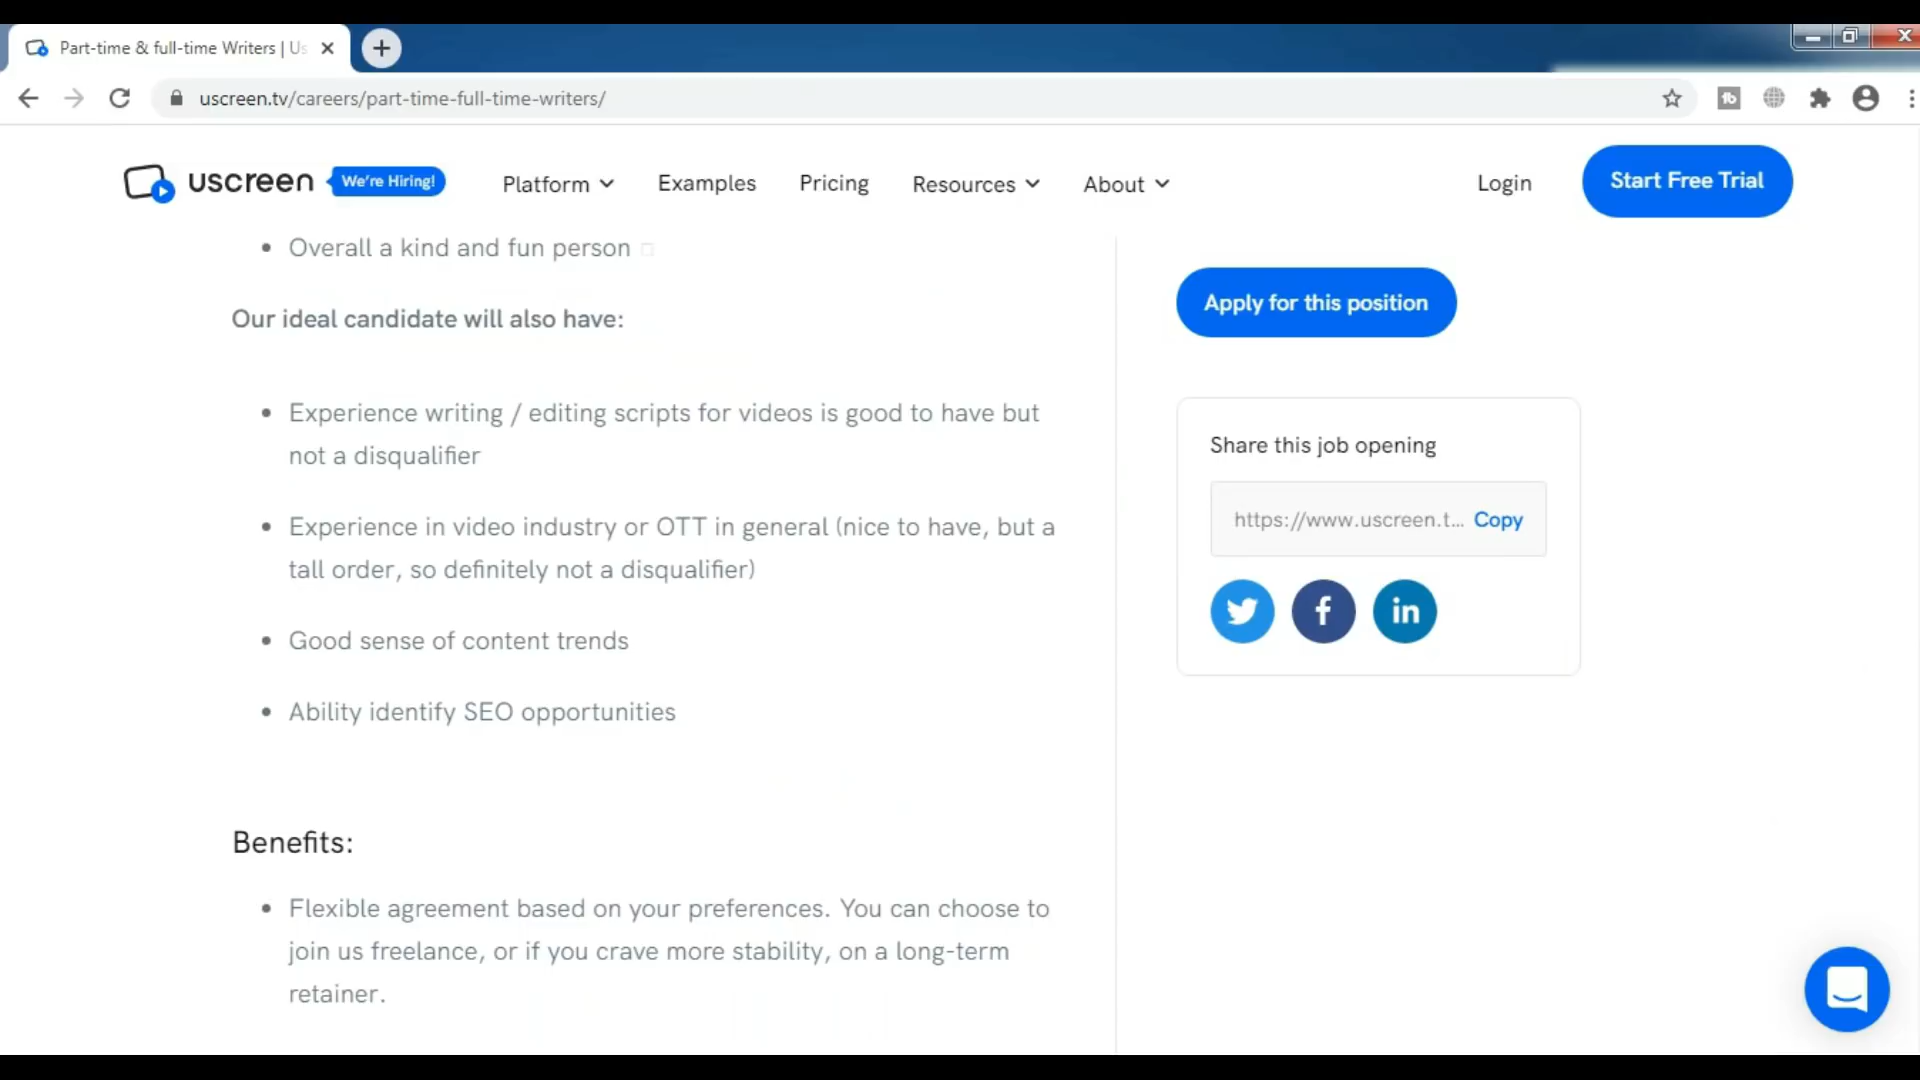 Part-time & full-time Writers | Us
uscreen.tv/careers/part-time-full-time-writers/
uscreen We're Hiring! Platform Examples Pricing Resources About Login Start Free Trial
• Overall a kind and fun person
Our ideal candidate will also have:
• Experience writing / editing scripts for videos is good to have but
not a disqualifier
• Experience in video industry or OTT in general (nice to have, but a
tall order, so definitely not a disqualifier)
• Good sense of content trends
• Ability identify SEO opportunities
Benefits:
• Flexible agreement based on your preferences. You can choose to
join us freelance, or if you crave more stability, on a long-term
retainer.
Apply for this position
Share this job opening
https://www.uscreen.t... Copy